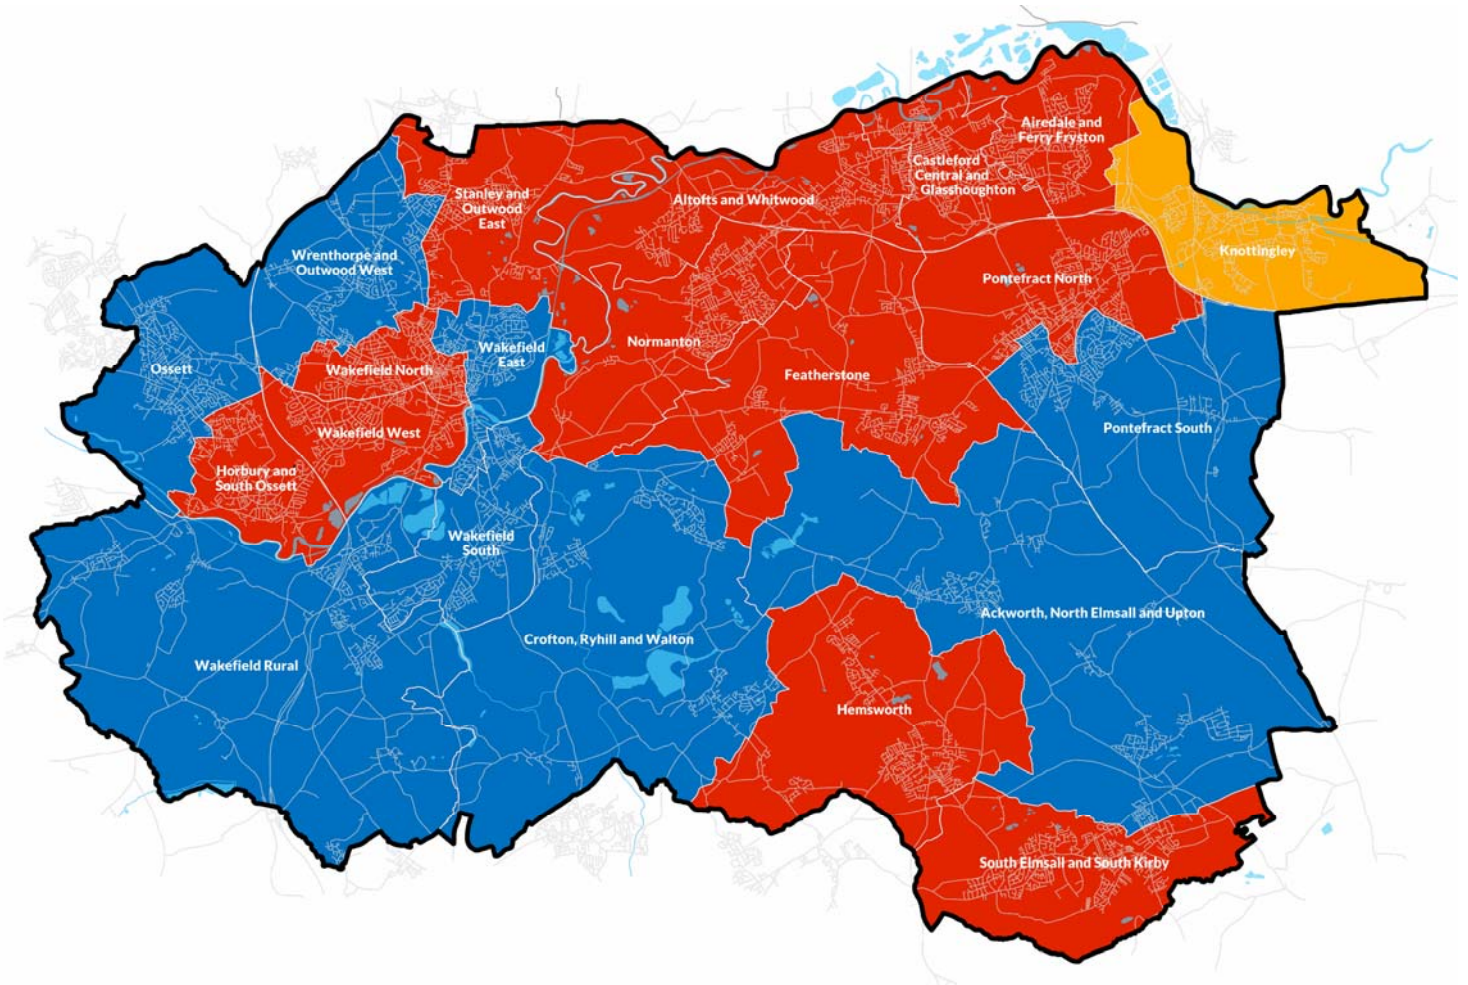 Airedale and
Ferry Fryston
Castleford
Central and
Glasshoughton
Stanley and
Outwood
East
Altofts and Whitwood
Knottingley
Wrenthorpe and
Outwood West
Pontefract North
Normanton
Wakefield
East
Ossett
Wakefield North
Featherstone
Wakefield West
Pontefract South
Horbury and
South Ossett
Wakefield
South
Ackworth, North Elmsall and Upton
Crofton, Ryhill and Walton
Wakefield Rural
Hemsworth
South Elmsall and South Kirby